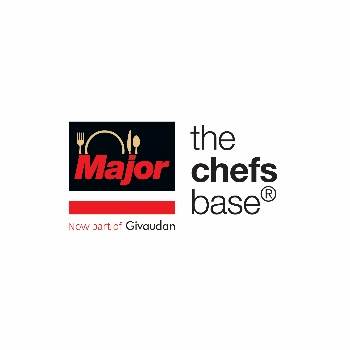 Major
Now part of Givaudan
the
chefs
base®